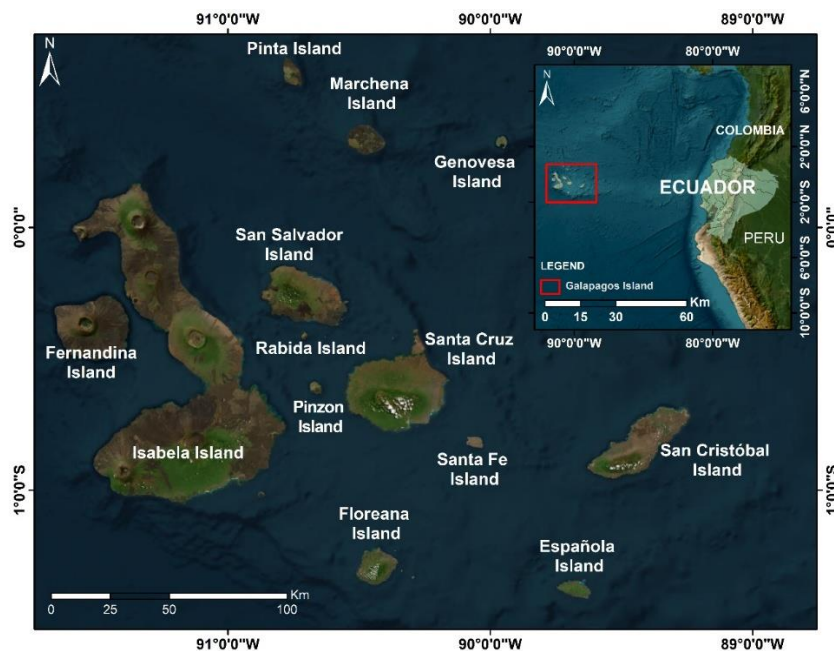 91°0'0"W
90°0'0"W
89°0'0"W
N
Pinta Island
Marchena
Island
Genovesa
Island
San Salvador
Island
Fernandina
Island
Rabida Island
Santa Cruz
Island
Pinzon
Island
Isabela Island
Santa Fe
Island
San Cristóbal
Island
Floreana
Island
Española
Island
Km
0 25 50 100
0°0'0"
1°0'0"S
0°0'0"
1°0'0"S
91°0'0"W
90°0'0"W
89°0'0"W
90°0'0"W
80°0'0"W
N
COLOMBIA
ECUADOR
PERU
LEGEND
Galapagos Island
Km
0 15 30 60
6°0'0"N
2°0'0"N
2°0'0"S
6°0'0"S
10°0'0"S
90°0'0"W
80°0'0"W